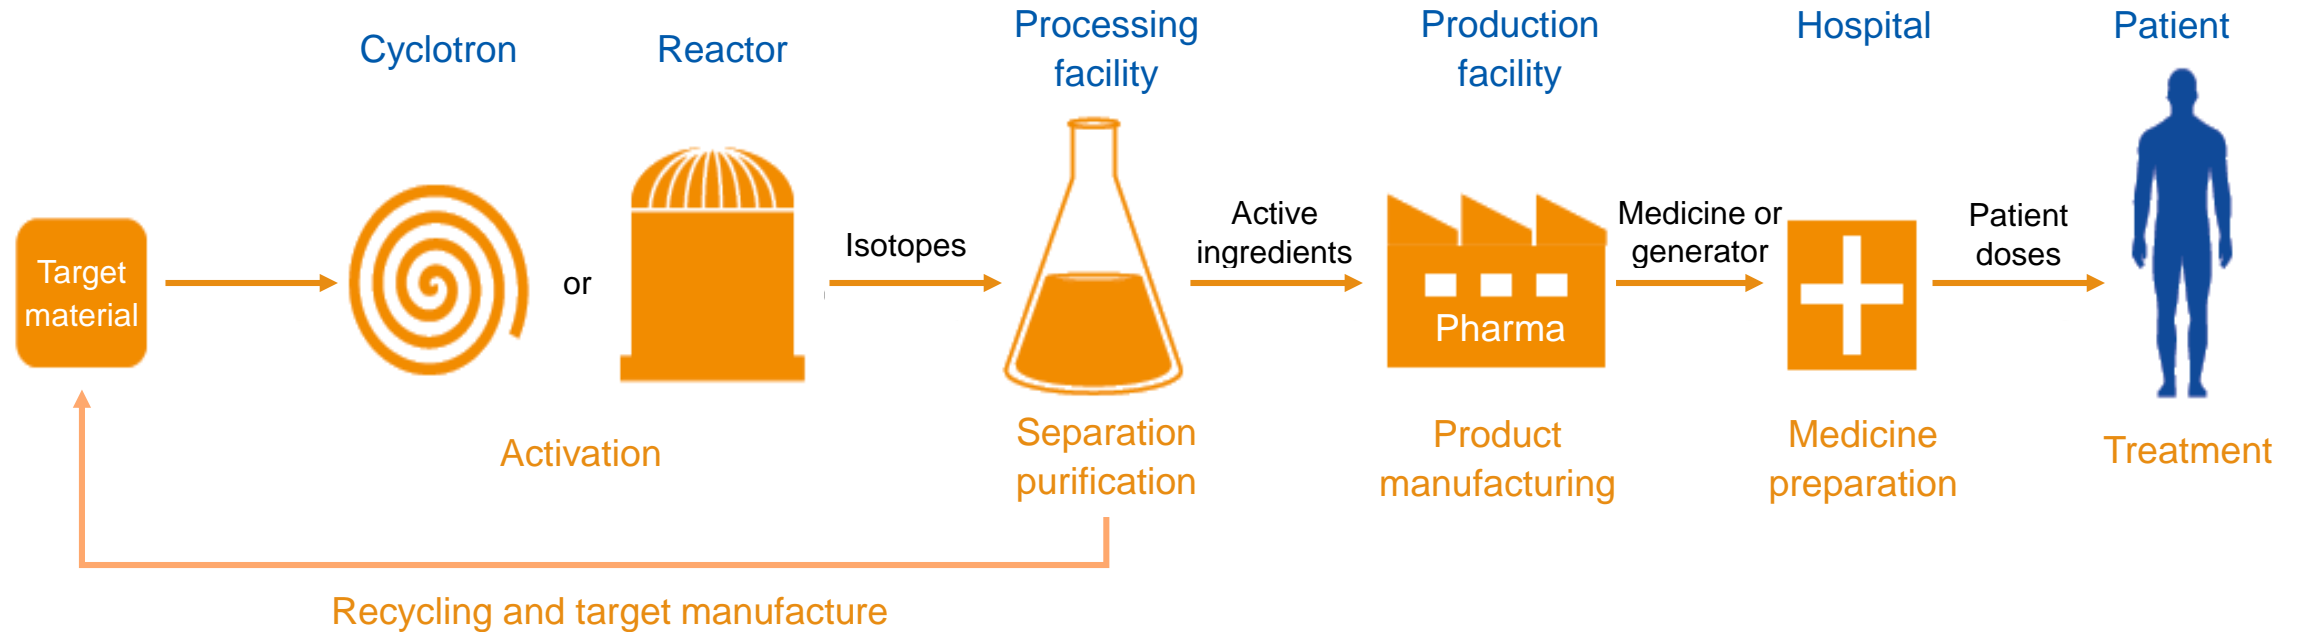 Cyclotron
Reactor
Processing
facility
Production
facility
Hospital
Patient
Target
material
or
Isotopes
Active
ingredients
Pharma
Medicine or
generator
Patient
doses
Activation
Separation
purification
Product
manufacturing
Medicine
preparation
Treatment
Recycling and target manufacture